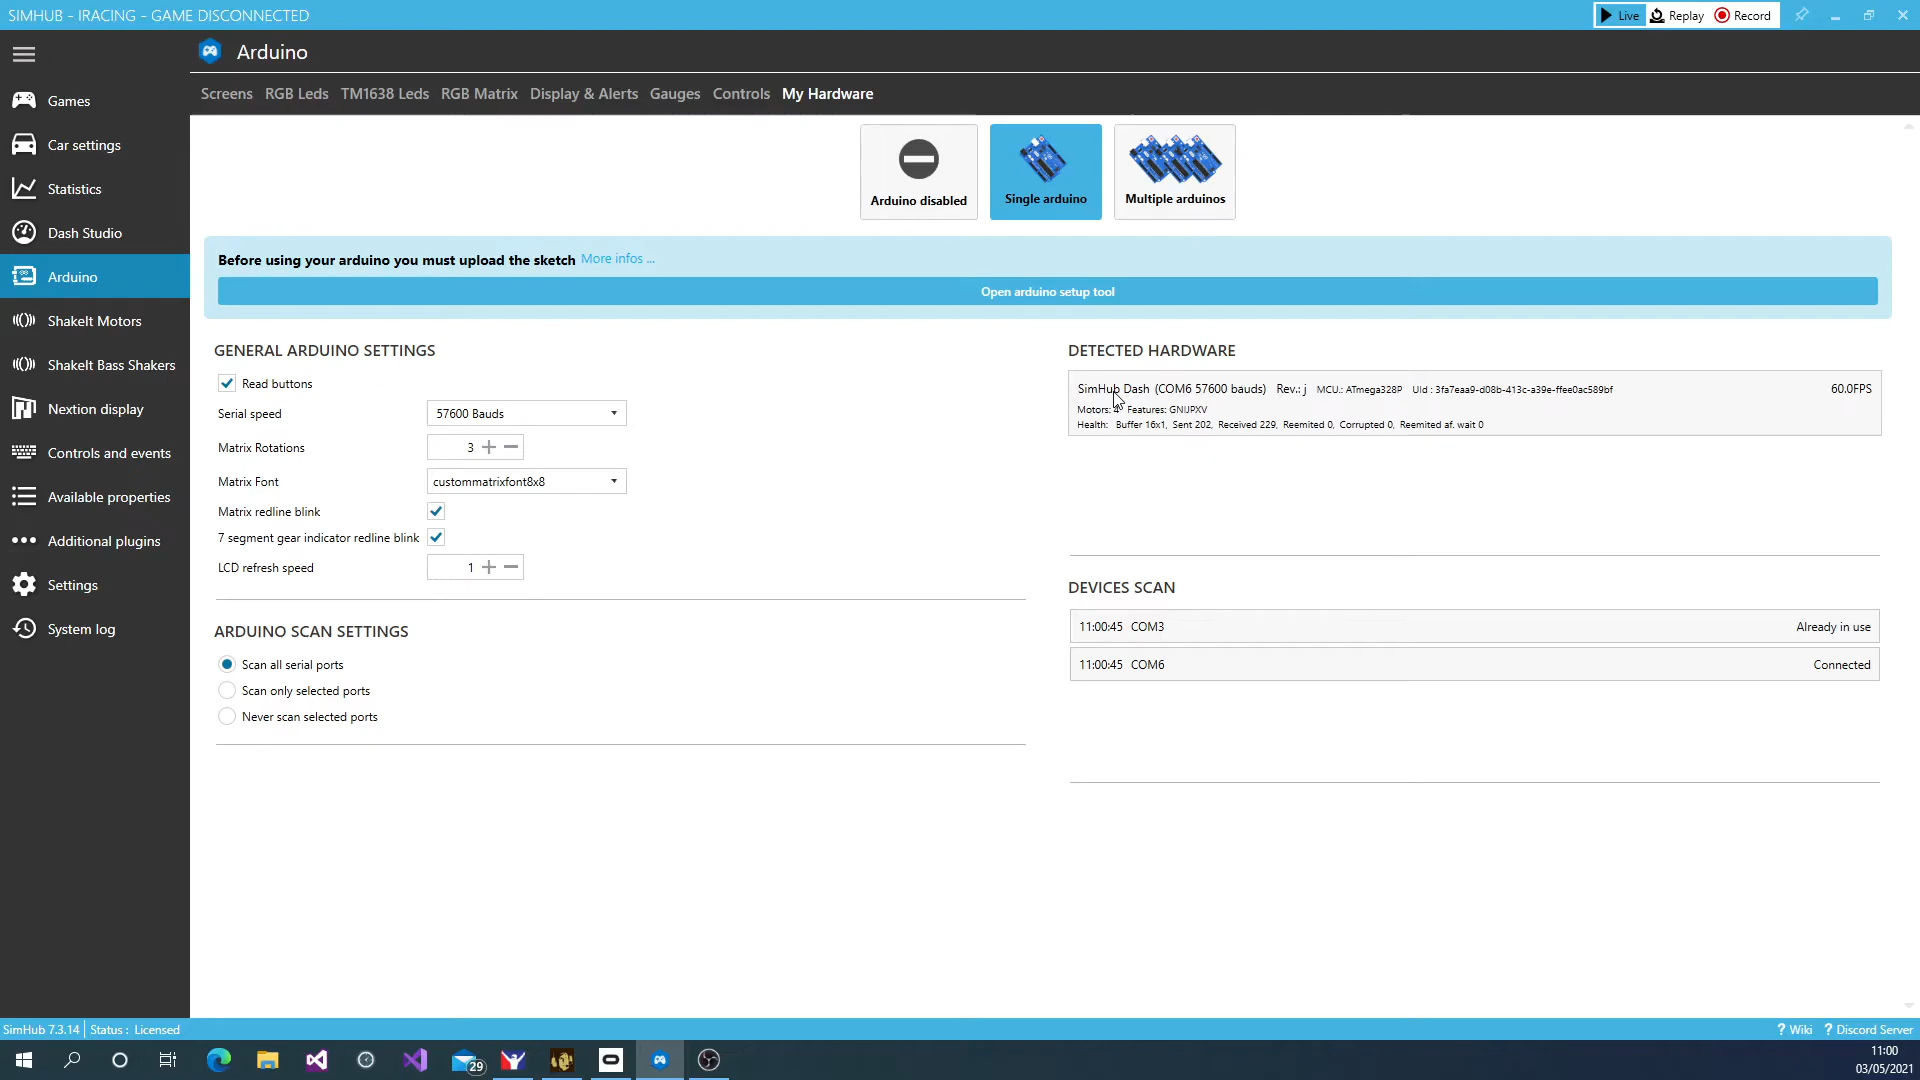 SIMHUB - IRACING - GAME DISCONNECTED
Live Replay Record
Arduino
Screens RGB Leds TM1638 Leds RGB Matrix Display & Alerts Gauges Controls My Hardware
Games
Car settings
Statistics
Dash Studio
Arduino
ShakeIt Motors
ShakeIt Bass Shakers
Nextion display
Controls and events
Available properties
Additional plugins
Settings
System log
Arduino disabled
Single arduino
Multiple arduinos
Before using your arduino you must upload the sketch More infos ...
Open arduino setup tool
GENERAL ARDUINO SETTINGS
Read buttons
Serial speed 57600 Bauds
Matrix Rotations 3
Matrix Font custommatrixfont8x8
Matrix redline blink
7 segment gear indicator redline blink
LCD refresh speed 1
ARDUINO SCAN SETTINGS
Scan all serial ports
Scan only selected ports
Never scan selected ports
DETECTED HARDWARE
SimHub Dash (COM6 57600 bauds) Rev.: j MCU.: ATmega328P UId : 3fa7eaa9-d08b-413c-a39e-ffee0ac589bf 60.0FPS
Motors: 4 Features: GNIJPXV
Health: Buffer 16x1, Sent 202, Received 229, Reemited 0, Corrupted 0, Reemited af. wait 0
DEVICES SCAN
11:00:45 COM3 Already in use
11:00:45 COM6 Connected
SimHub 7.3.14 Status : Licensed
? Wiki ? Discord Server
29
11:00
03/05/2021